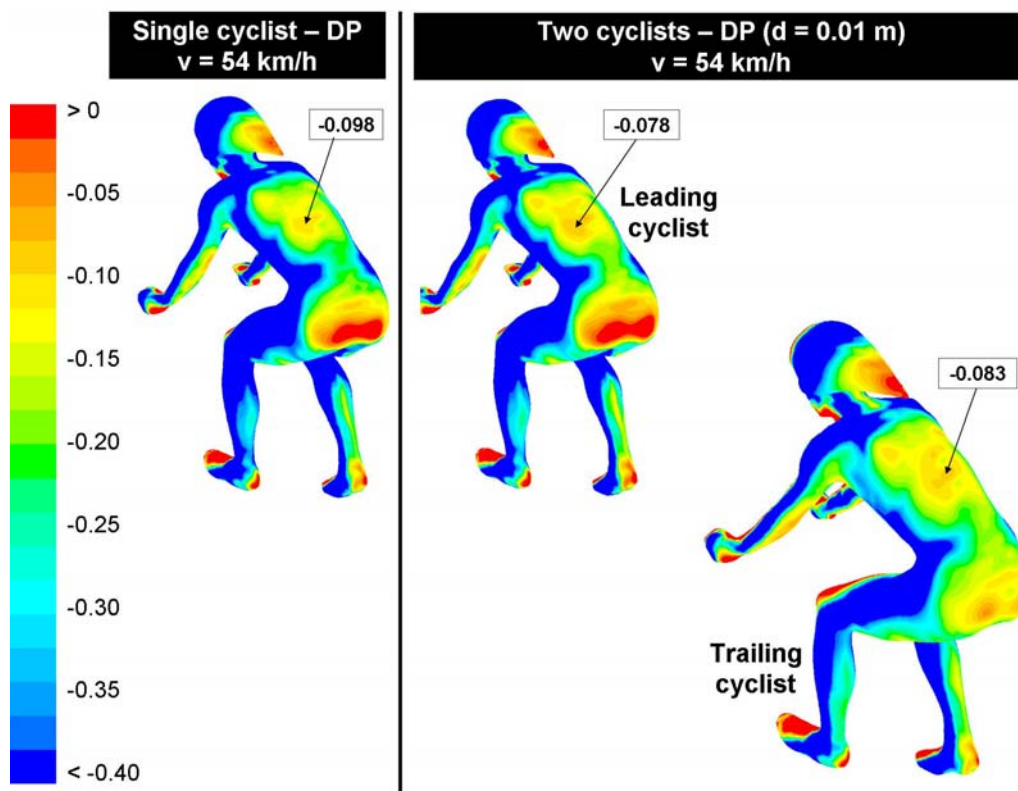 Single cyclist – DP
v = 54 km/h
Two cyclists – DP (d = 0.01 m)
v = 54 km/h
> 0
-0.05
-0.10
-0.15
-0.20
-0.25
-0.30
-0.35
< -0.40
-0.098
-0.078
Leading
cyclist
-0.083
Trailing
cyclist